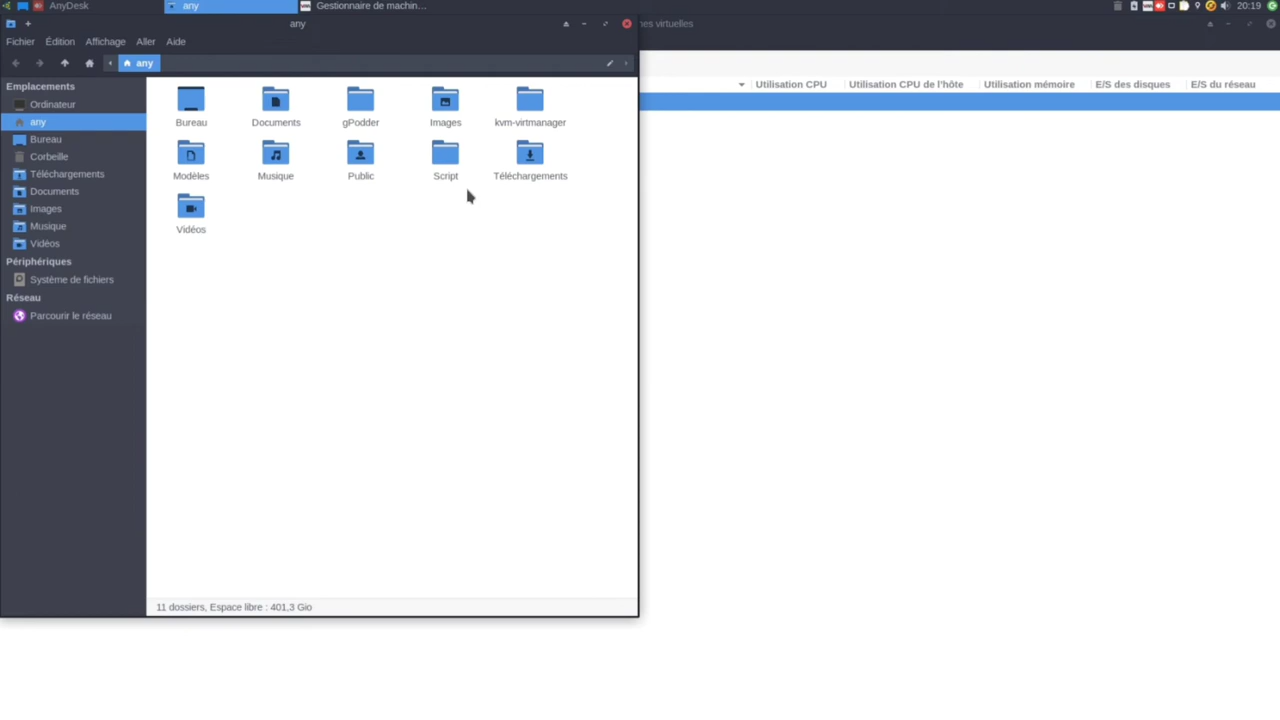 AnyDesk
any
Gestionnaire de machin...
20:19
any
Fichier Édition Affichage Aller Aide
any
Emplacements
Ordinateur
any
Bureau
Corbeille
Téléchargements
Documents
Images
Musique
Vidéos
Périphériques
Système de fichiers
Réseau
Parcourir le réseau
Bureau Documents gPodder Images kvm-virtmanager
Modèles Musique Public Script Téléchargements
Vidéos
11 dossiers, Espace libre : 401,3 Gio
nes virtuelles
Utilisation CPU Utilisation CPU de l'hôte Utilisation mémoire E/S des disques E/S du réseau